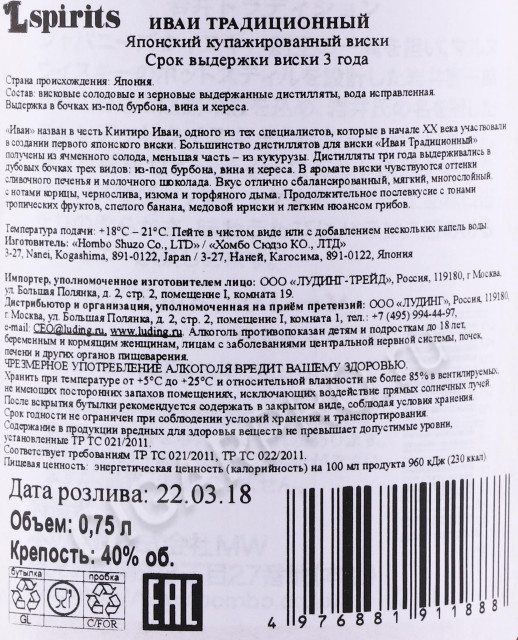 Lspirits
ИВАИ ТРАДИЦИОННЫЙ
Японский купажированный виски
Срок выдержки виски 3 года
Страна происхождения: Япония.
Состав: висковые солодовые и зерновые выдержанные дистилляты, вода исправленная.
Выдержка в бочках из-под бурбона, вина и хереса.
«Иваи» назван в честь Киитиро Иваи, одного из тех специалистов, которые в начале XX века участвовали
в создании первого японского виски. Большинство дистиллятов для виски «Иваи Традиционный»
получены из ячменного солода, меньшая часть – из кукурузы. Дистилляты три года выдерживались в
дубовых бочках трех видов: из-под бурбона, вина и хереса. В аромате виски чувствуются оттенки
сливочного печенья и молочного шоколада. Вкус отлично сбалансированный, мягкий, многослойный,
с нотами корицы, чернослива, изюма и торфяного дыма. Продолжительное послевкусие с тонами
тропических фруктов, спелого банана, медовой ириски и легким нюансом грибов.
Температура подачи: +18°C – 21°C. Пейте в чистом виде или с добавлением нескольких капель воды.
Изготовитель: «Hombo Shuzo Co., LTD» / «Хомбо Сюдзо КО., ЛТД»
3-27, Nanei, Kogashima, 891-0122, Japan / 3-27, Наней, Кагосима, 891-0122, Япония
Импортер, уполномоченное изготовителем лицо: ООО «ЛУДИНГ-ТРЕЙД», Россия, 119180, г Москва,
ул. Большая Полянка, д. 2, стр. 2, помещение I, комната 19.
Дистрибьютор и организация, уполномоченная на приём претензий: ООО «ЛУДИНГ», Россия, 119180,
г. Москва, ул. Большая Полянка, д. 2, стр. 2, помещение I, комната 1, тел.: +7 (495) 994-44-97,
e-mail: CEO@luding.ru, www.luding.ru. Алкоголь противопоказан детям и подросткам до 18 лет,
беременным и кормящим женщинам, лицам с заболеваниями центральной нервной системы, почек,
печени и других органов пищеварения.
ЧРЕЗМЕРНОЕ УПОТРЕБЛЕНИЕ АЛКОГОЛЯ ВРЕДИТ ВАШЕМУ ЗДОРОВЬЮ.
Хранить при температуре от +5°C до +25°C и относительной влажности не более 85% в вентилируемых,
не имеющих посторонних запахов помещениях, исключающих воздействие прямых солнечных лучей.
После вскрытия бутылки рекомендуется содержать в закрытом виде, соблюдая условия хранения.
Срок годности не ограничен при соблюдении условий хранения и транспортирования.
Содержание в продукции вредных для здоровья веществ не превышает допустимые уровни,
установленные ТР ТС 021/2011.
Соответствует требованиям ТР ТС 021/2011, ТР ТС 022/2011.
Пищевая ценность: энергетическая ценность (калорийность) на 100 мл продукта 960 кДж (230 ккал)
Дата розлива: 22.03.18
Объем: 0,75 л
Крепость: 40% об.
бутылка пробка
GL C/FOR
EAC
4 976881 911888